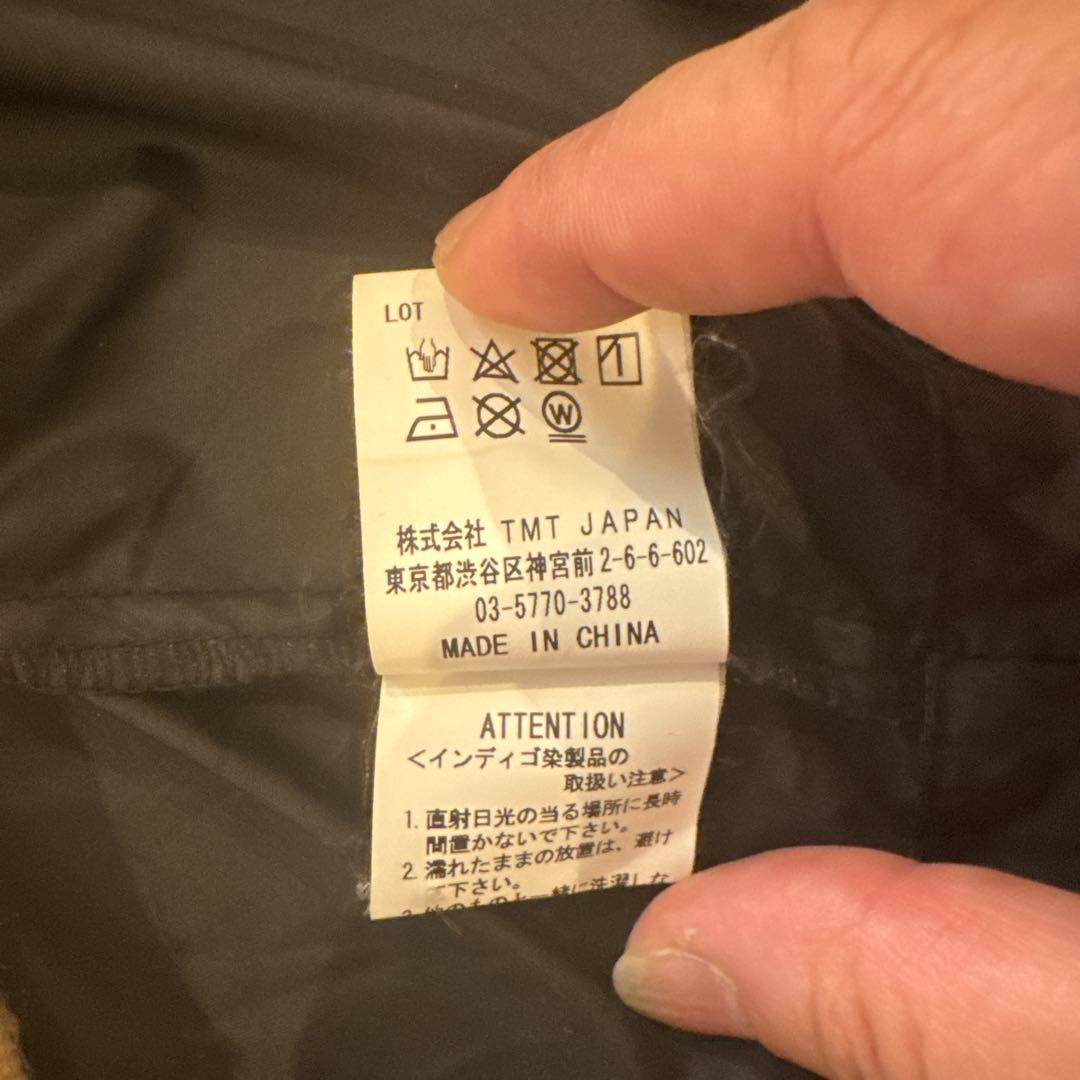 LOT
W
株式会社 TMT JAPAN
東京都渋谷区神宮前2-6-6-602
03-5770-3788
MADE IN CHINA
ATTENTION
<インディゴ染製品の
取扱い注意>
1. 直射日光の当る場所に長時
間置かないで下さい。
2. 濡れたままの放置は、避け
て下さい。